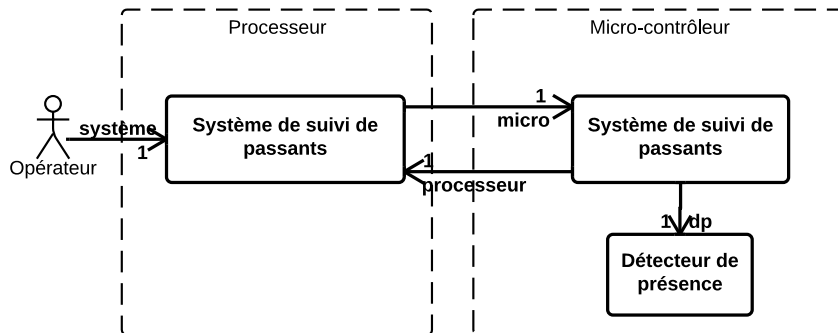 Processeur
Micro-contrôleur
système
1
Opérateur
Système de suivi de
passants
1
micro
1
processeur
Système de suivi de
passants
1 dp
Détecteur de
présence